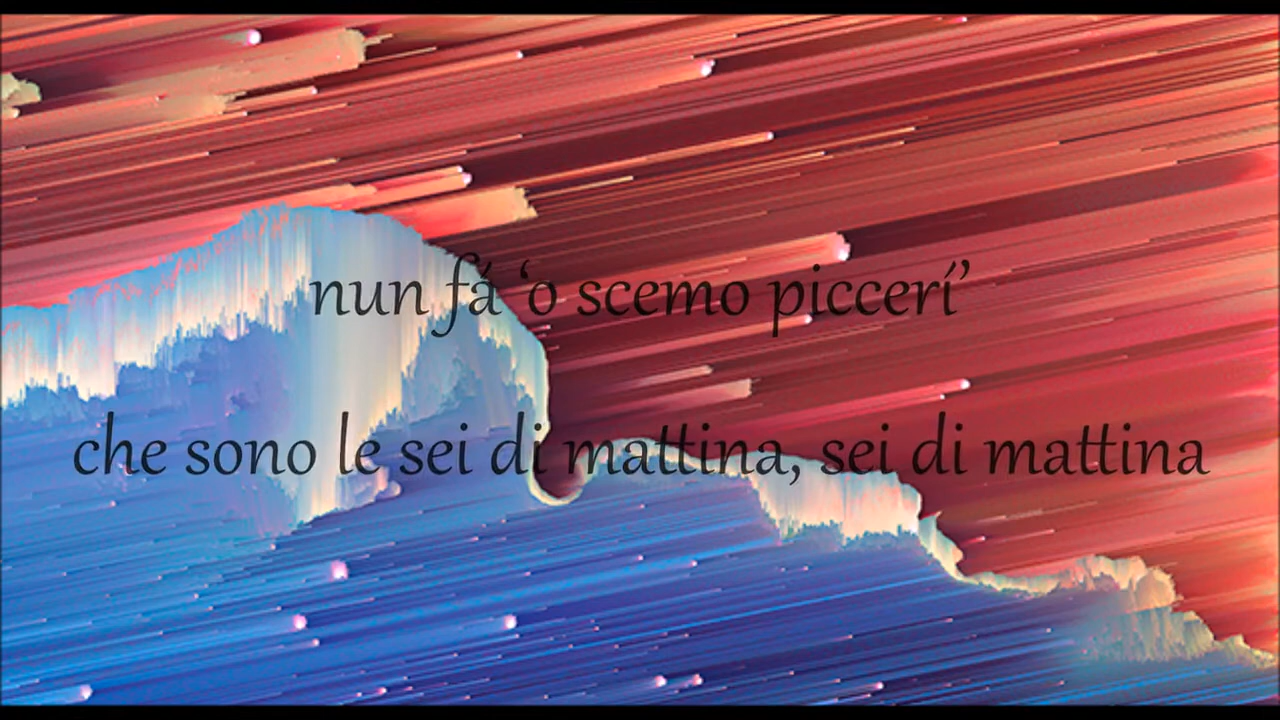 nun fá ‘o scemo piccerí’
che sono le sei di mattina, sei di mattina